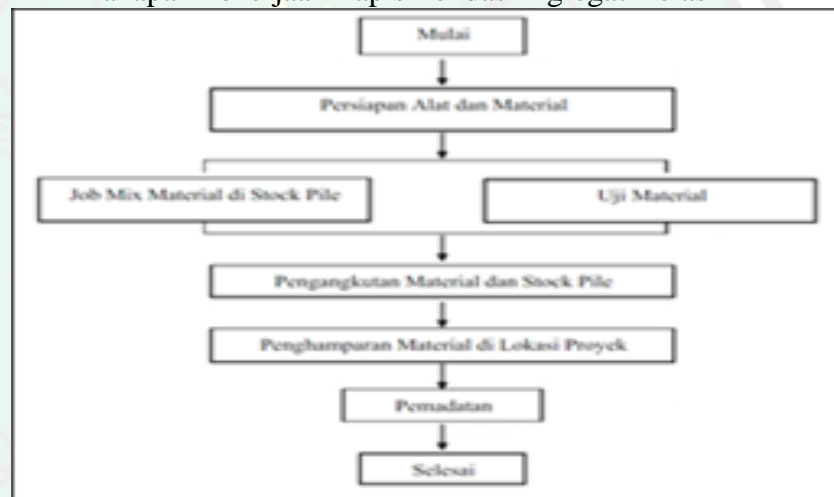 Mulai
Persiapan Alat dan Material
Job Mix Material di Stock Pile
Uji Material
Pengangkutan Material dan Stock Pile
Penghamparan Material di Lokasi Proyek
Pemadatan
Selesai